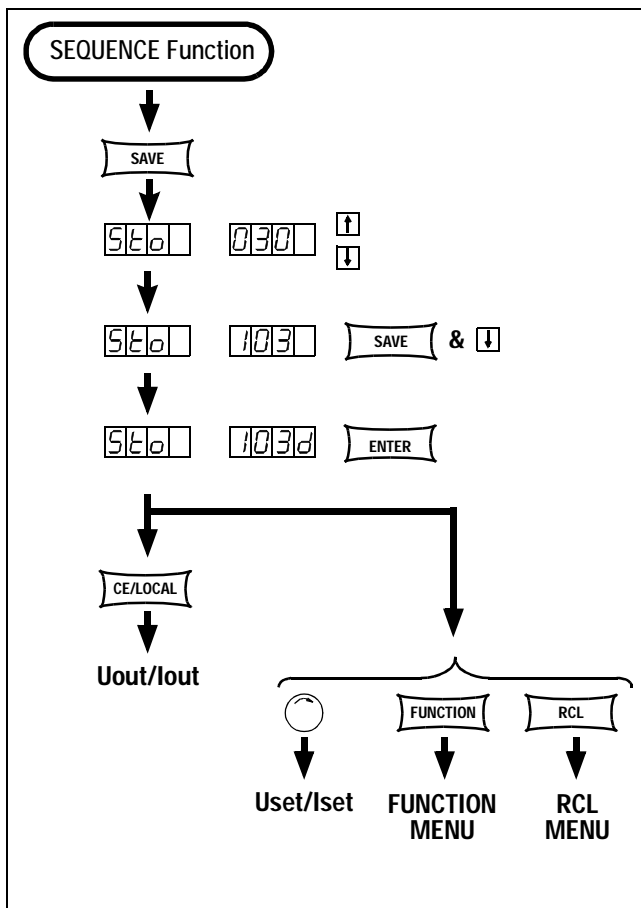 SEQUENCE Function
SAVE
Sto 030
Sto 103 SAVE &
Sto 103d ENTER
CE/LOCAL
Uout/Iout
FUNCTION RCL
Uset/Iset FUNCTION MENU RCL MENU